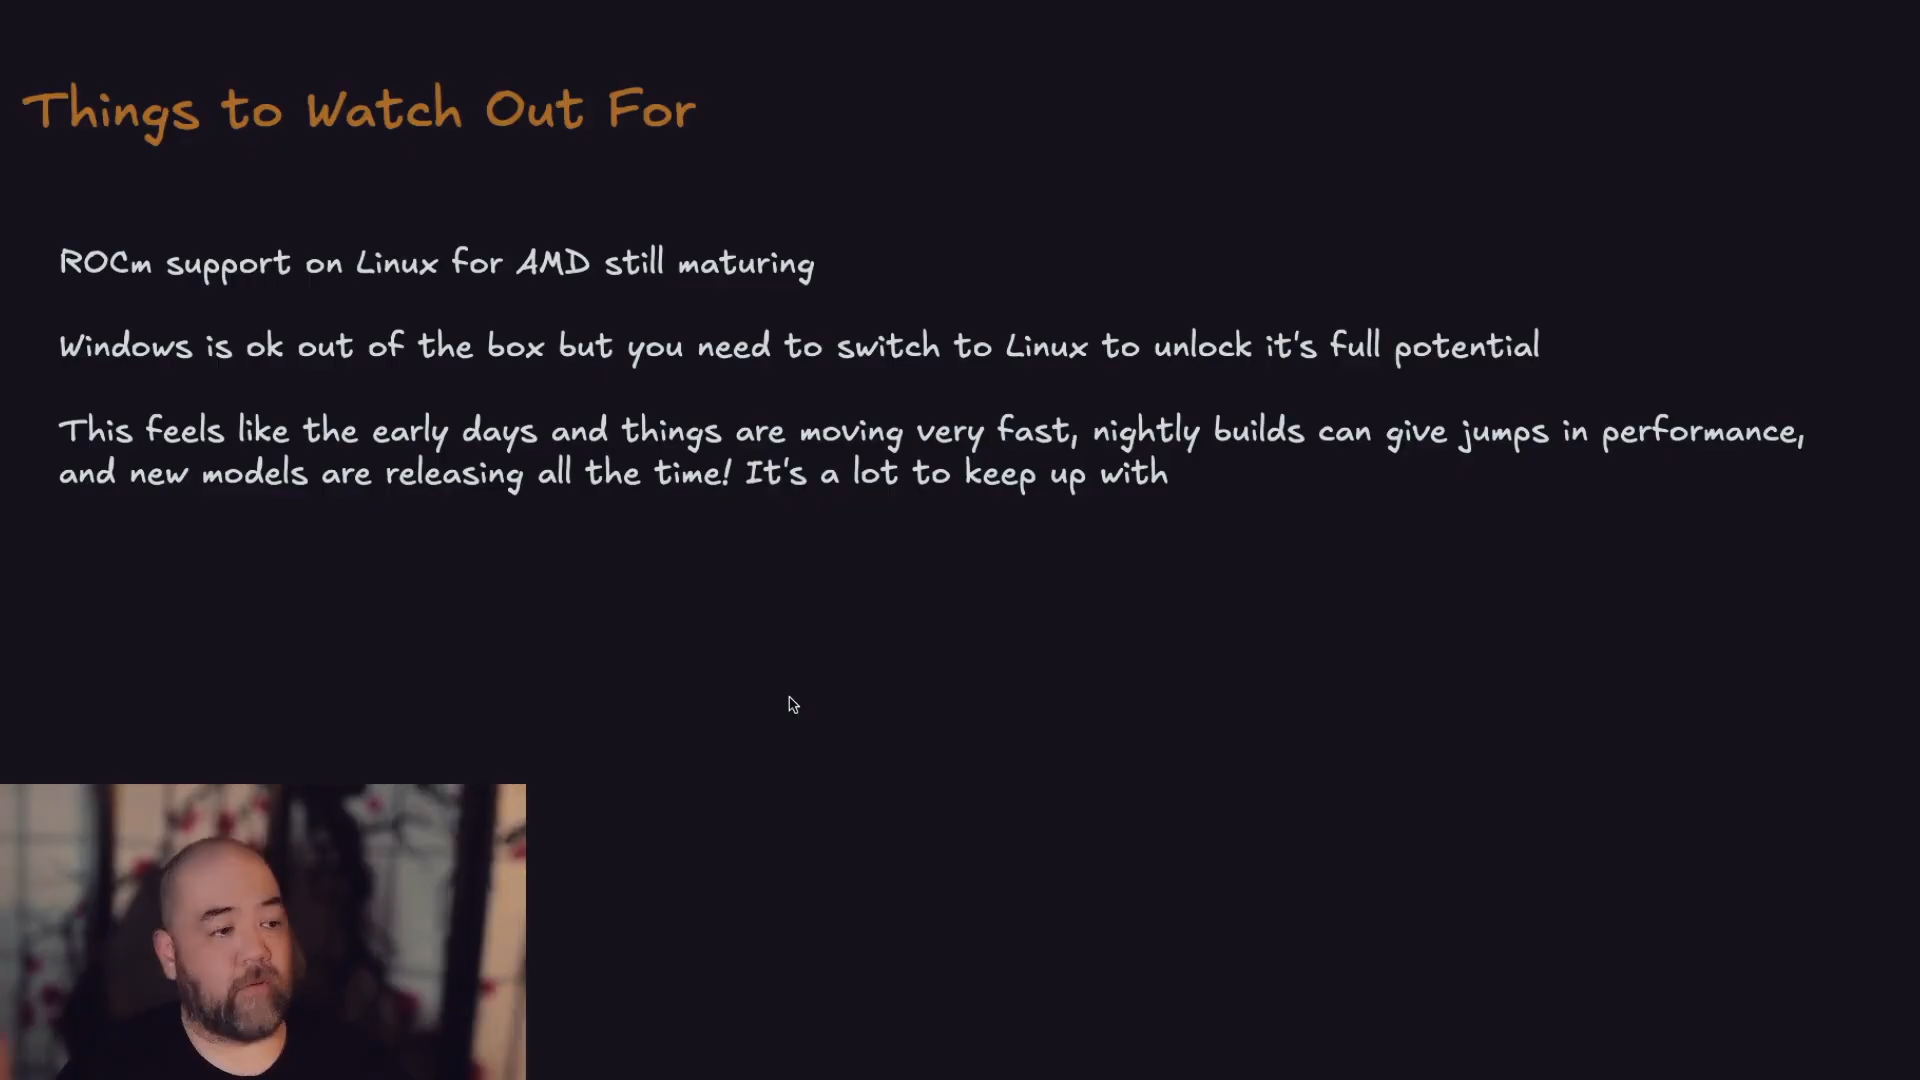 Things to Watch Out For
ROCm support on Linux for AMD still maturing
Windows is ok out of the box but you need to switch to Linux to unlock it's full potential
This feels like the early days and things are moving very fast, nightly builds can give jumps in performance,
and new models are releasing all the time! It's a lot to keep up with